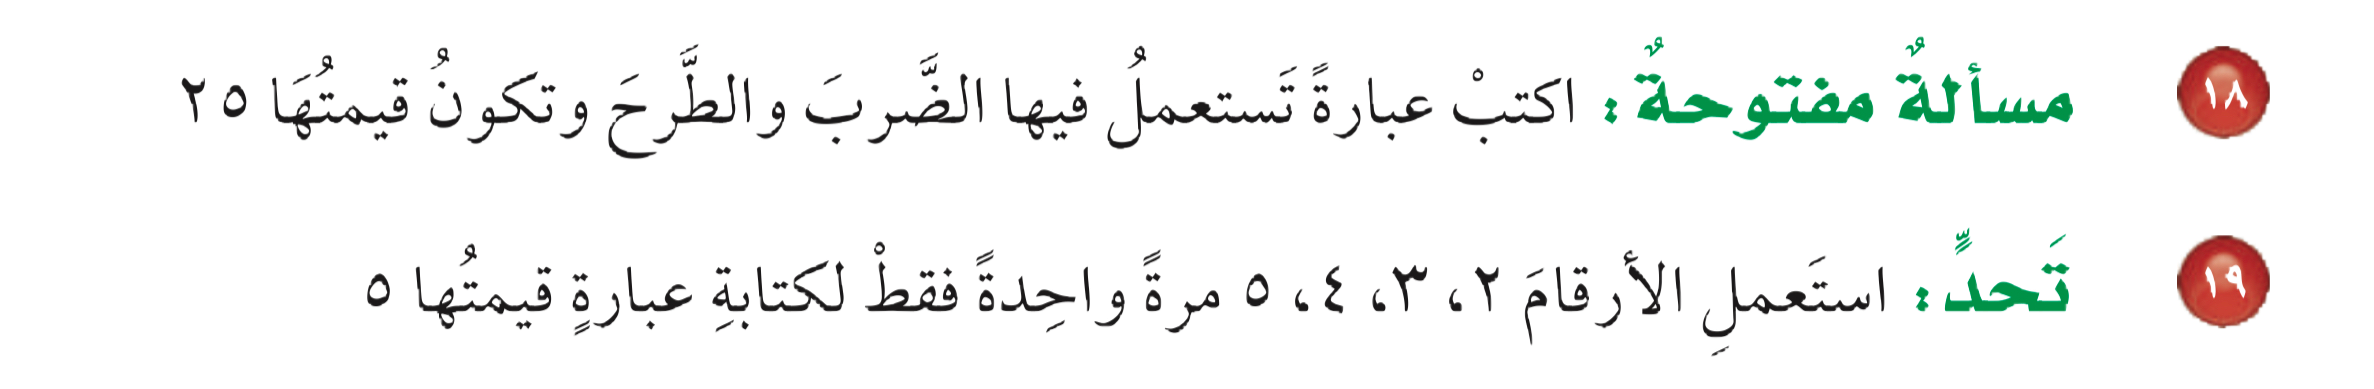 ١٨ مسألةٌ مفتوحةٌ: اكتبْ عبارةً تَستعملُ فيها الضَّربَ والطَّرحَ وتكونُ قيمتُهَا ٢٥
١٩ تَحدٍّ: استَعملِ الأرقامَ ٢، ٣، ٤، ٥ مرةً واحِدةً فقطْ لكتابةِ عبارةٍ قيمتُها ٥